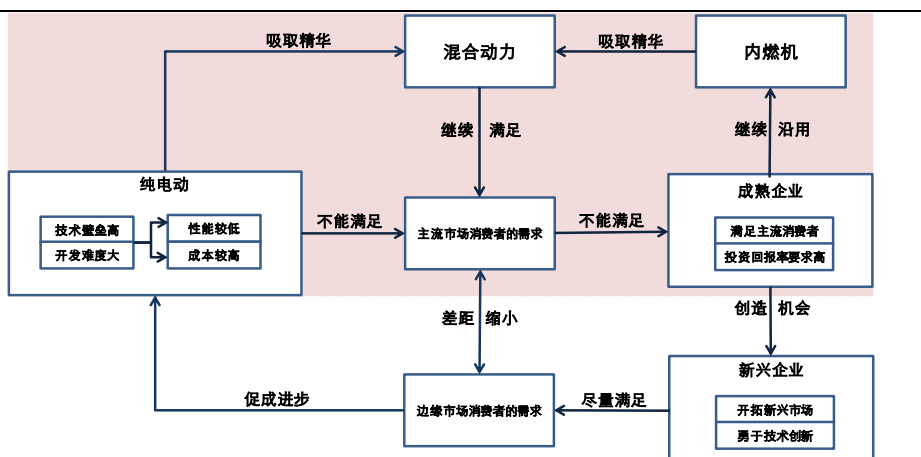 吸取精华
混合动力
吸取精华
内燃机
继续 满足
继续 沿用
纯电动
技术壁垒高
开发难度大
性能较低
成本较高
不能满足
主流市场消费者的需求
不能满足
成熟企业
满足主流消费者
投资回报率要求高
差距 缩小
创造 机会
促成进步
边缘市场消费者的需求
尽量满足
新兴企业
开拓新兴市场
勇于技术创新